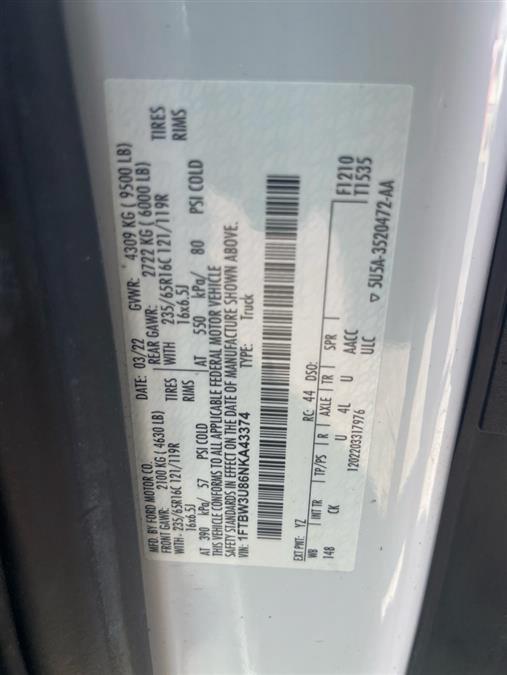 MFD. BY FORD MOTOR CO.
DATE: 03/22 GVWR: 4309 KG ( 9500 LB)
FRONT GAWR: 2100 KG ( 4630 LB) REAR GAWR: 2722 KG ( 6000 LB)
WITH- 235/65R16C 121/119R TIRES WITH 235/65R16C 121/119R TIRES
16x6.5J RIMS 16x6.5J RIMS
AT 390 kPa/ 57 PSI COLD AT 550 kPa/ 80 PSI COLD
THIS VEHICLE CONFORMS TO ALL APPLICABLE FEDERAL MOTOR VEHICLE
SAFETY STANDARDS IN EFFECT ON THE DATE OF MANUFACTURE SHOWN ABOVE.
VIN: 1FTBW3U86NKA43374 TYPE: Truck
EXT PNT: YZ RC: 44 DSO: F1210
T1535
WB INT TR TP/PS R AXLE TR SPR
148 CK U 4L U AACC
ULC
1202203317976 ▽ 5U5A-3520472-AA